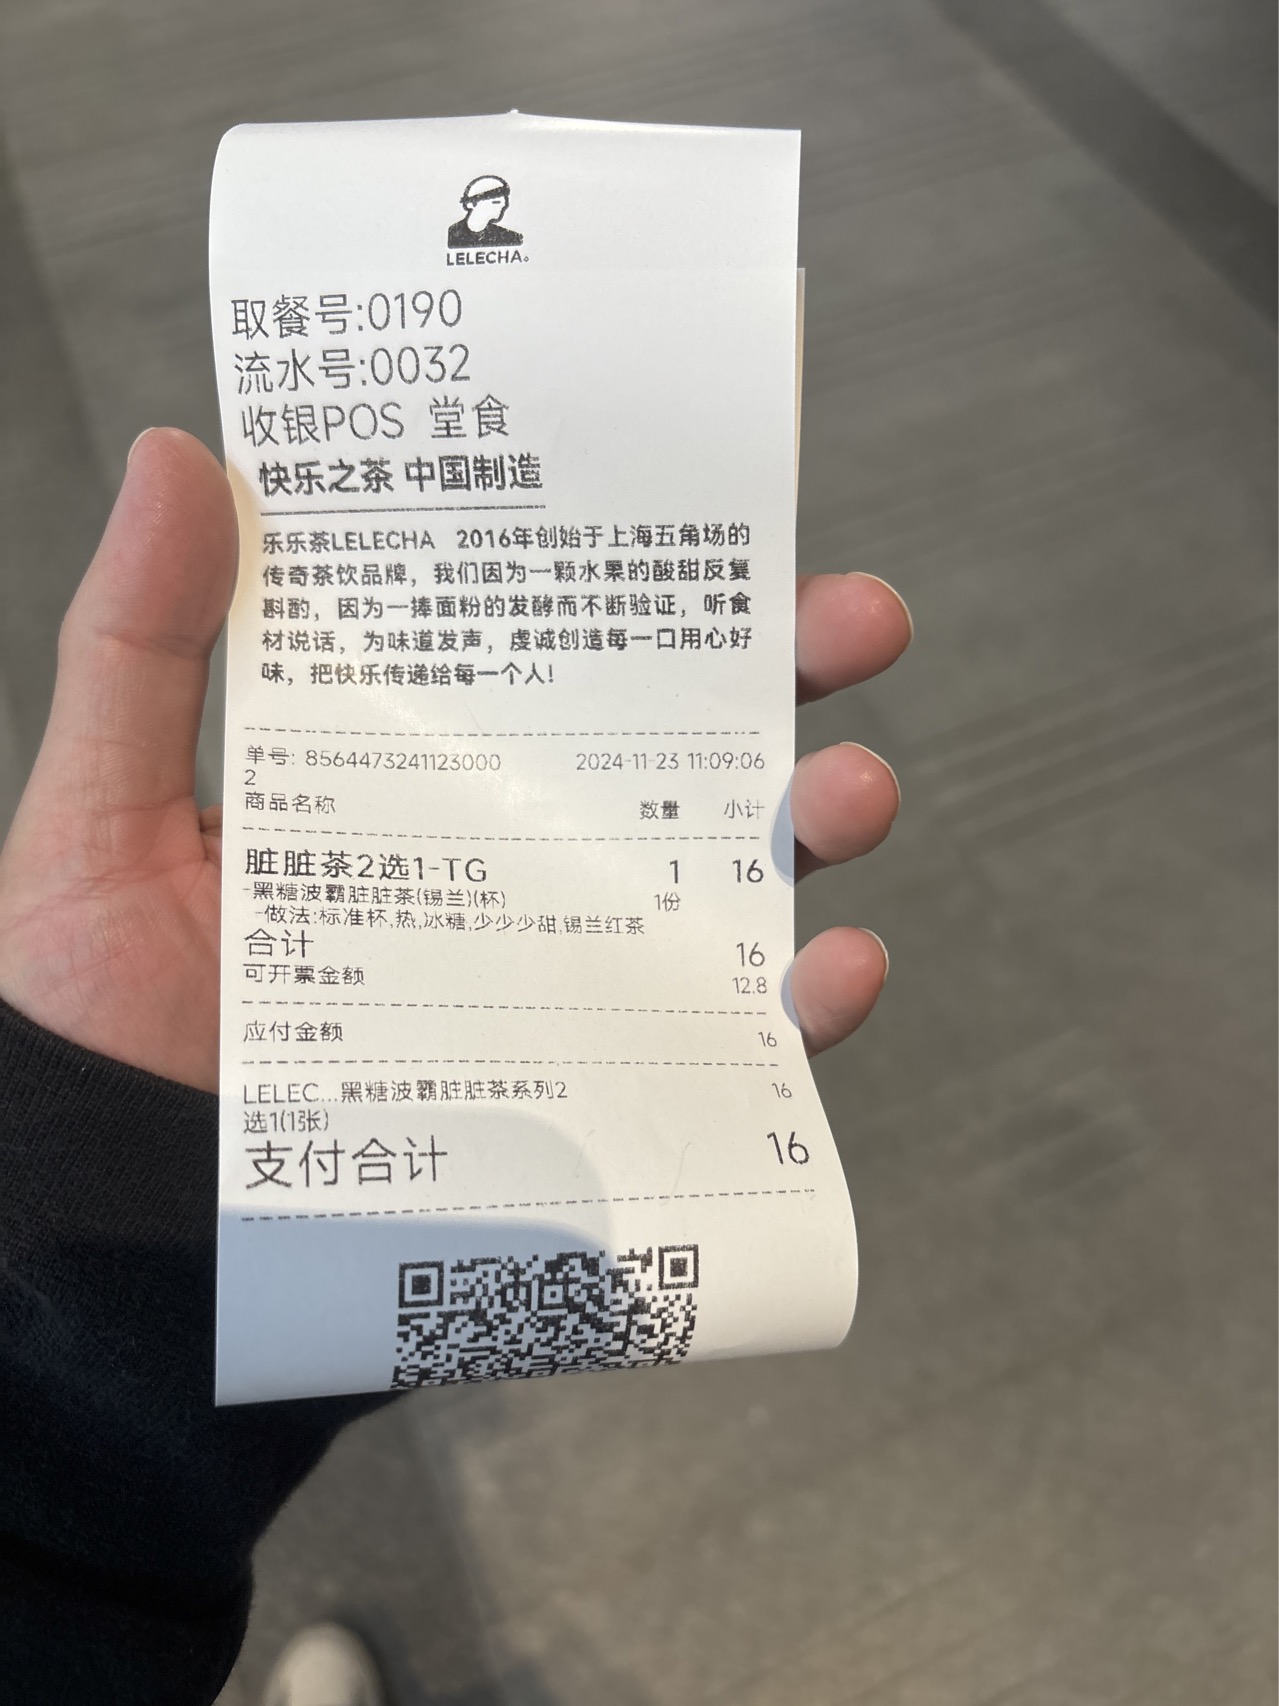 LELECHA。
取餐号:0190
流水号:0032
收银POS 堂食
快乐之茶 中国制造
乐乐茶LELECHA 2016年创始于上海五角场的
传奇茶饮品牌，我们因为一颗水果的酸甜反复
斟酌，因为一捧面粉的发酵而不断验证，听食
材说话，为味道发声，虔诚创造每一口用心好
味，把快乐传递给每一个人!
单号: 8564473241123000 2024-11-23 11:09:06
2
商品名称 数量 小计
脏脏茶2选1-TG 1 16
-黑糖波霸脏脏茶(锡兰)(杯) 1份
-做法:标准杯,热,冰糖,少少少甜,锡兰红茶
合计 16
可开票金额 12.8
应付金额 16
LELEC...黑糖波霸脏脏茶系列2 16
选1(1张)
支付合计 16